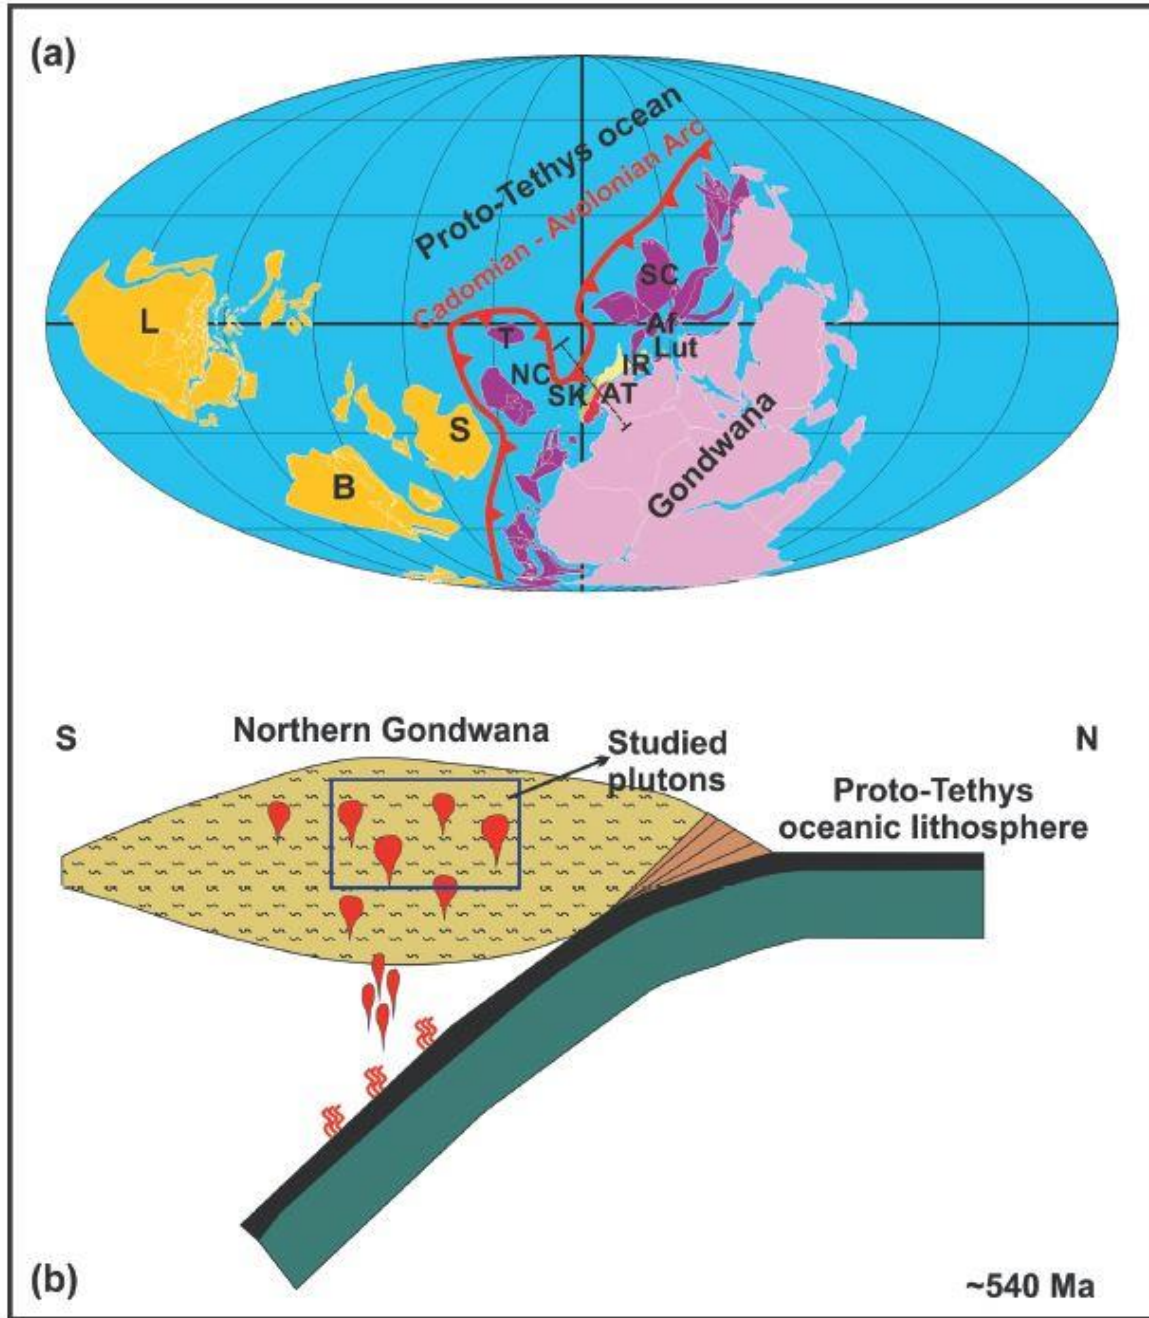 (a)
Proto-Tethys ocean
Cadomian - Avolonian Arc
SC
L
T
Af
Lut
NC
IR
SK
AT
S
B
Gondwana
S
Northern Gondwana
Studied
plutons
N
Proto-Tethys
oceanic lithosphere
(b)
~540 Ma